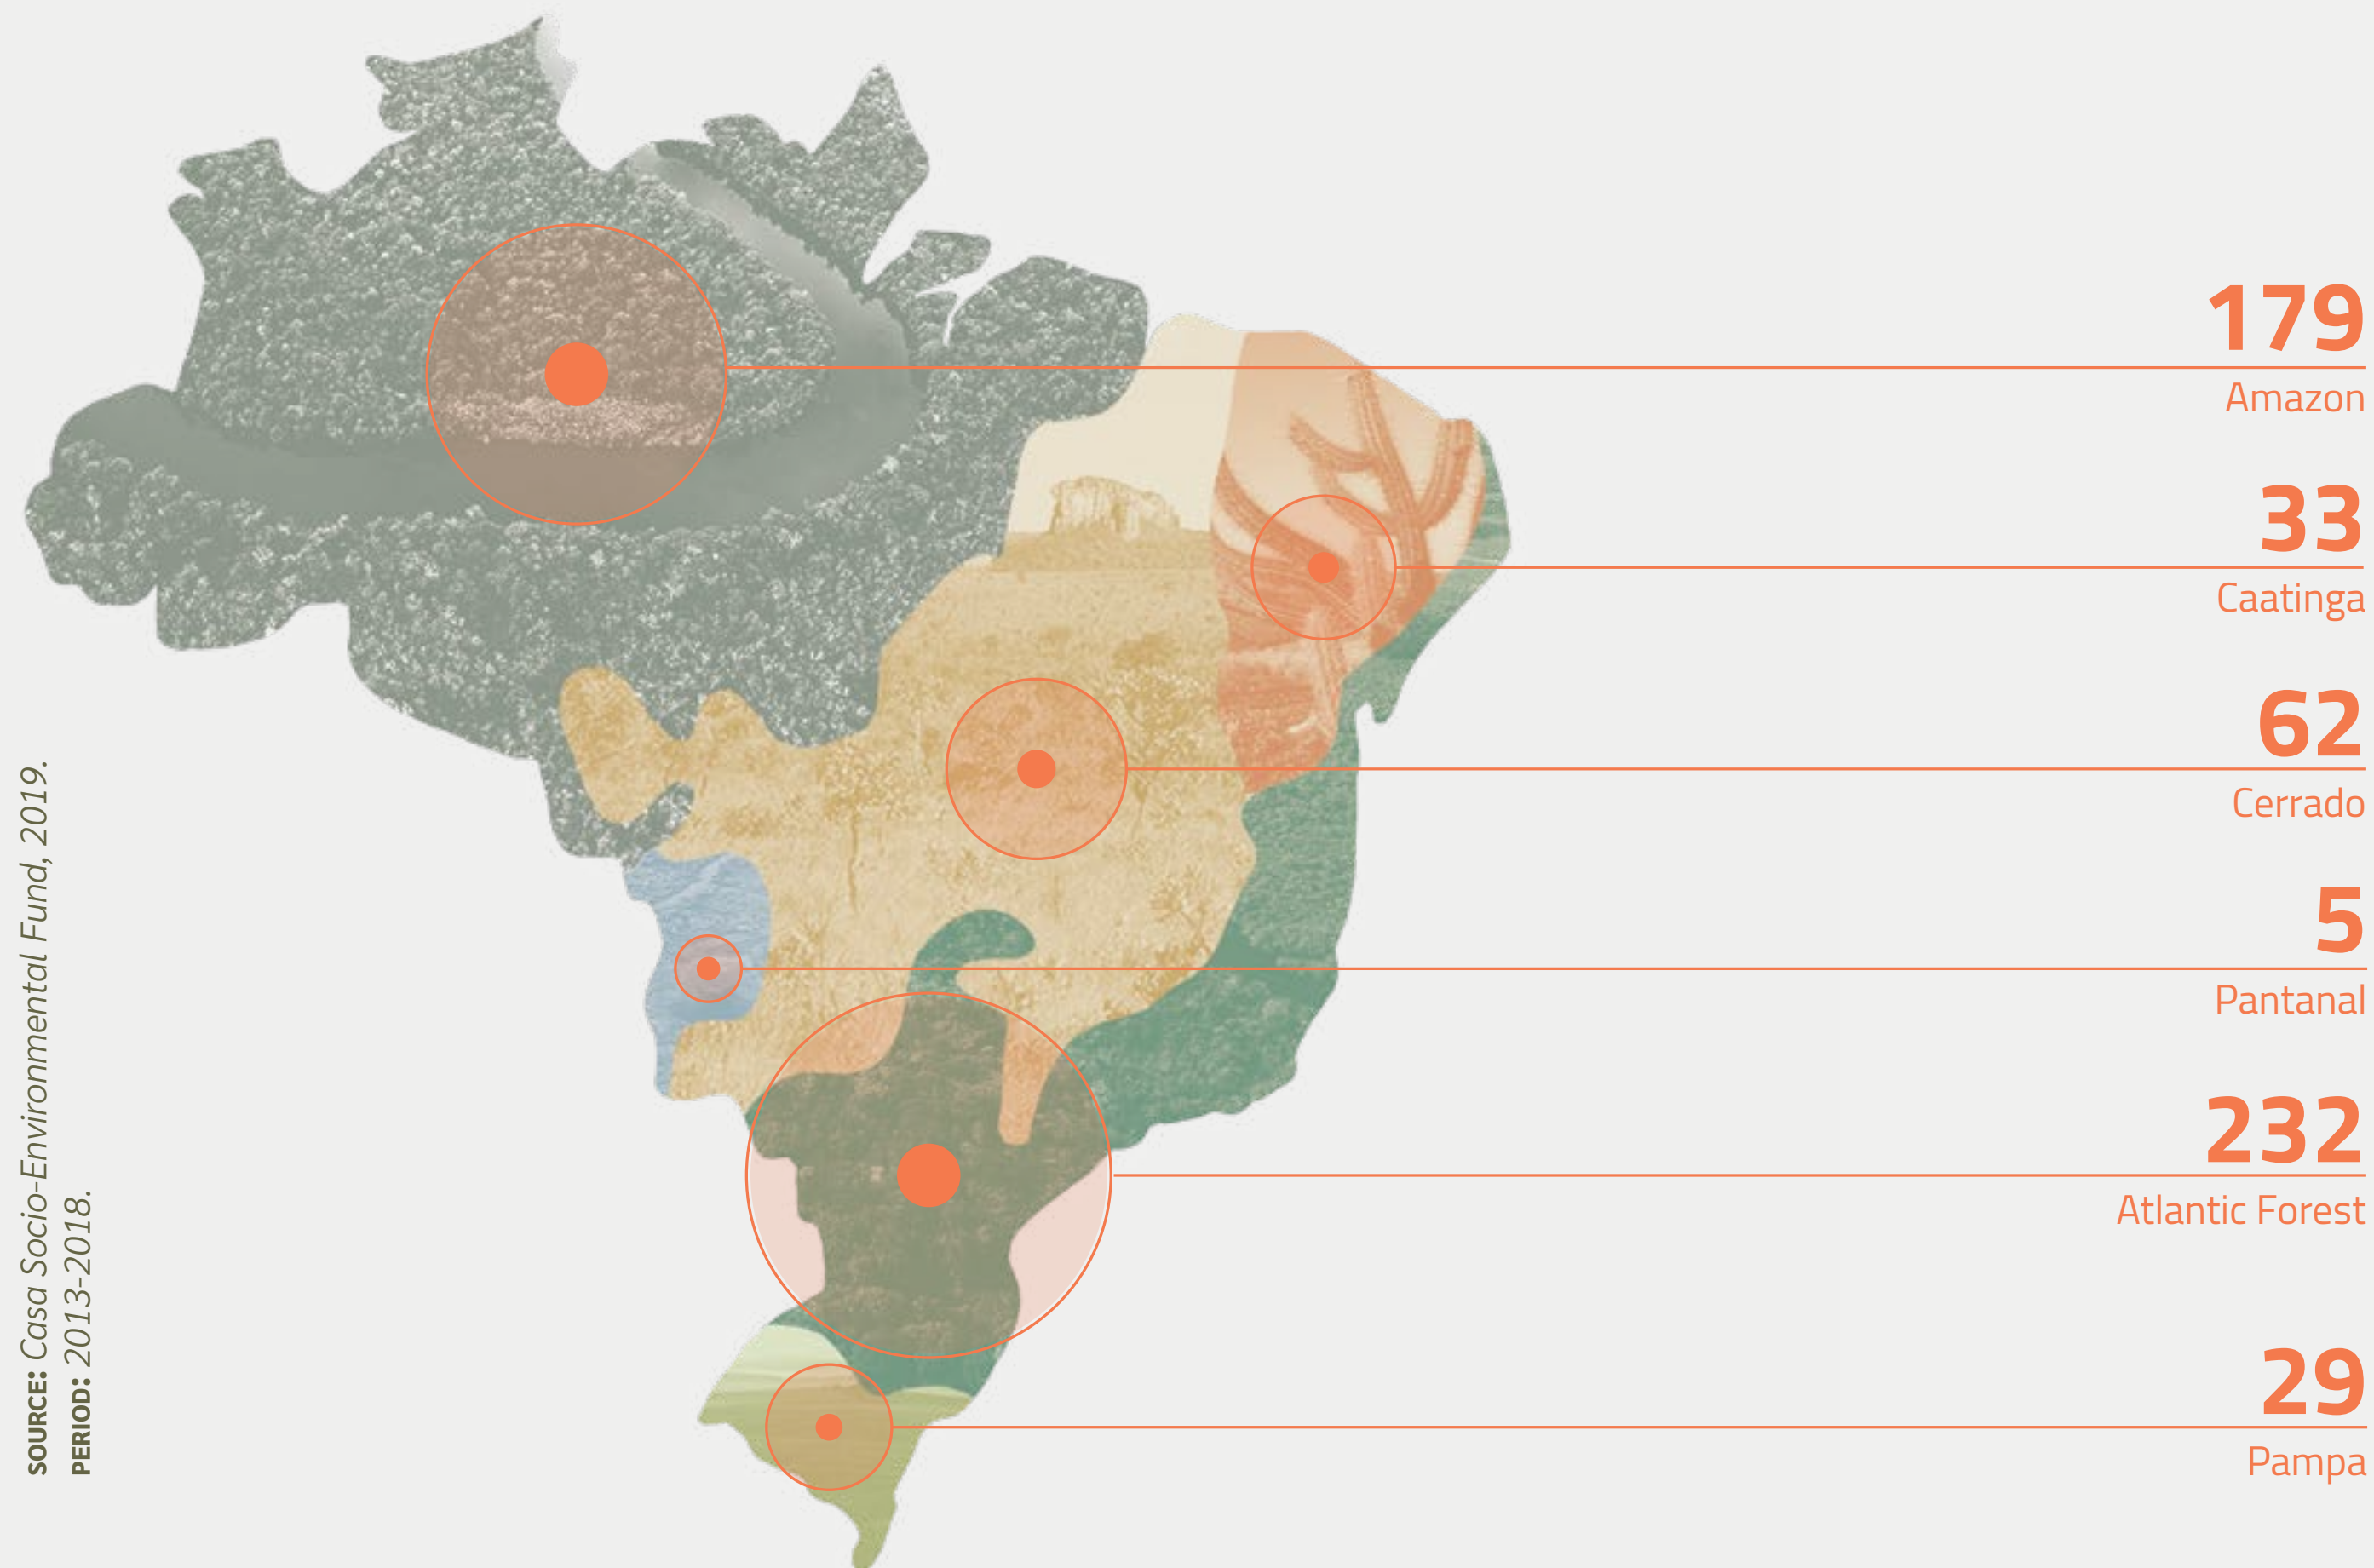 179
Amazon
33
Caatinga
62
Cerrado
5
Pantanal
232
Atlantic Forest
29
Pampa
SOURCE: Casa Socio-Environmental Fund, 2019.
PERIOD: 2013-2018.